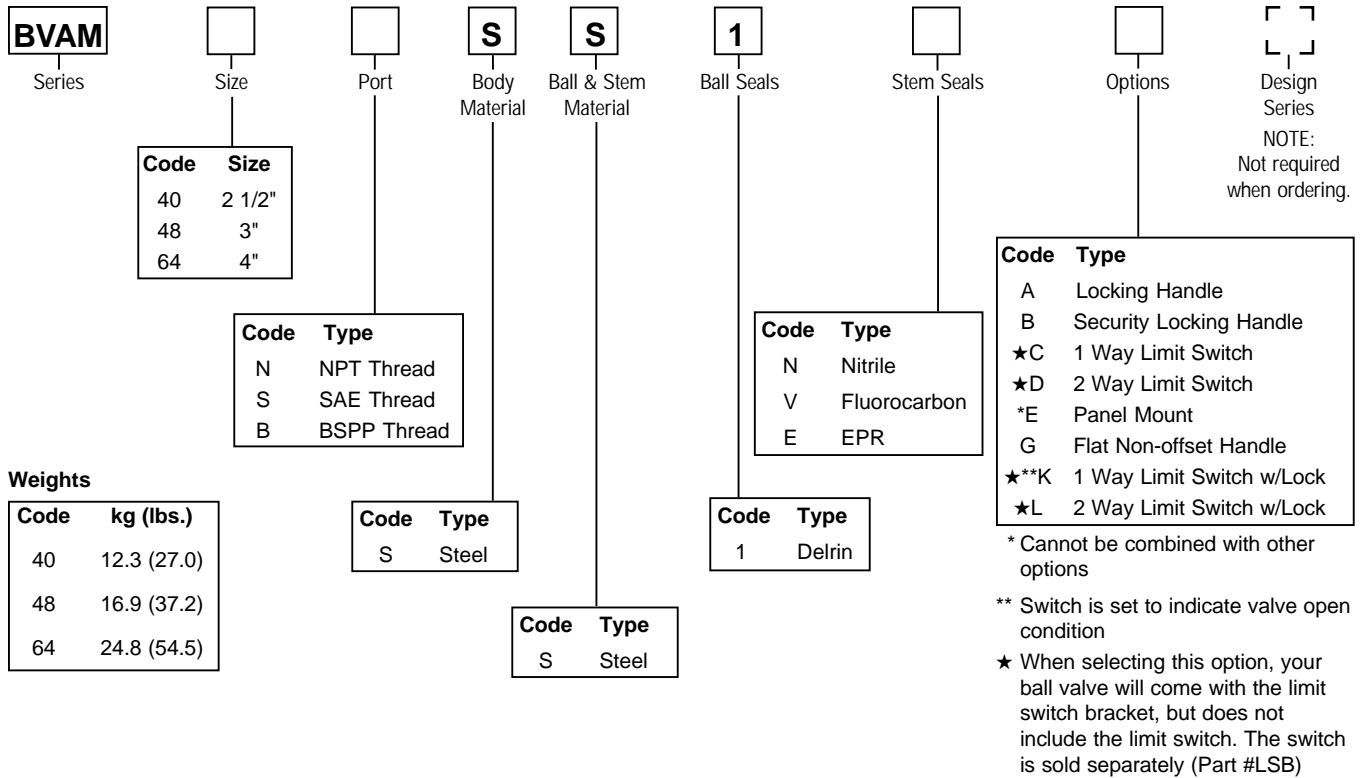 BVAM S S 1
Series Size Port Body Material Ball & Stem Material Ball Seals Stem Seals Options Design Series
NOTE:
Not required
when ordering.
Code Size
40 2 1/2"
48 3"
64 4"
Code Type
N NPT Thread
S SAE Thread
B BSPP Thread
Code Type
N Nitrile
V Fluorocarbon
E EPR
Code Type
A Locking Handle
B Security Locking Handle
★C 1 Way Limit Switch
★D 2 Way Limit Switch
*E Panel Mount
G Flat Non-offset Handle
★**K 1 Way Limit Switch w/Lock
★L 2 Way Limit Switch w/Lock
Weights
Code kg (lbs.)
40 12.3 (27.0)
48 16.9 (37.2)
64 24.8 (54.5)
Code Type
S Steel
Code Type
S Steel
Code Type
1 Delrin
* Cannot be combined with other
options
** Switch is set to indicate valve open
condition
★ When selecting this option, your
ball valve will come with the limit
switch bracket, but does not
include the limit switch. The switch
is sold separately (Part #LSB)